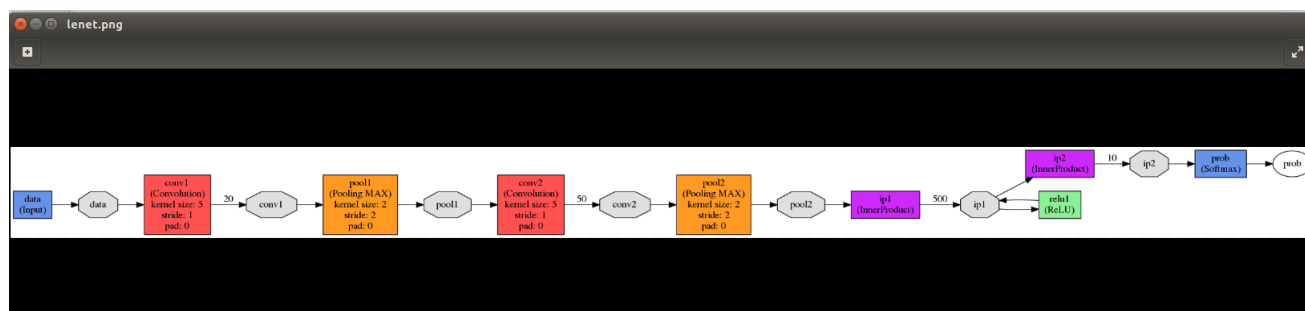 lenet.png
data
(Input)
data
conv1
(Convolution)
kernel size: 5
stride: 1
pad: 0
20
conv1
pool1
(Pooling MAX)
kernel size: 2
stride: 2
pad: 0
pool1
conv2
(Convolution)
kernel size: 5
stride: 1
pad: 0
50
conv2
pool2
(Pooling MAX)
kernel size: 2
stride: 2
pad: 0
pool2
ip1
(InnerProduct)
500
ip1
relu1
(ReLU)
ip2
(InnerProduct)
10
ip2
prob
(Softmax)
prob